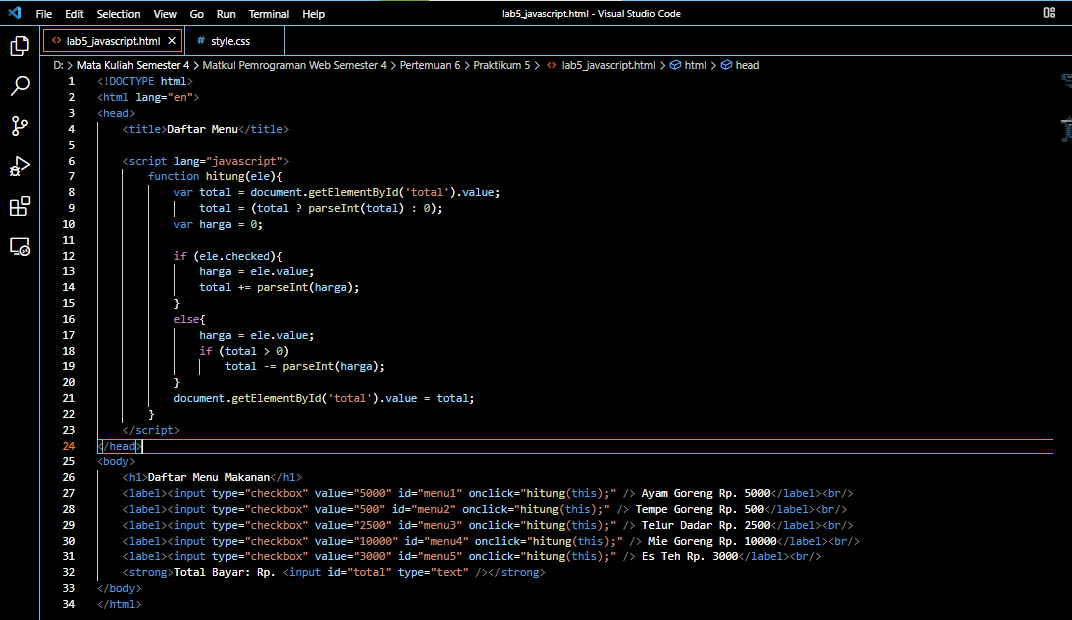 File Edit Selection View Go Run Terminal Help lab5_javascript.html - Visual Studio Code
<> lab5_javascript.html × # style.css
D: > Mata Kuliah Semester 4 > Matkul Pemrograman Web Semester 4 > Pertemuan 6 > Praktikum 5 > <> lab5_javascript.html > html > head
1 <!DOCTYPE html>
2 <html lang="en">
3 <head>
4     <title>Daftar Menu</title>
5
6     <script lang="javascript">
7         function hitung(ele){
8             var total = document.getElementById('total').value;
9                 total = (total ? parseInt(total) : 0);
10             var harga = 0;
11
12             if (ele.checked){
13                 harga = ele.value;
14                 total += parseInt(harga);
15             }
16             else{
17                 harga = ele.value;
18                 if (total > 0)
19                     total -= parseInt(harga);
20             }
21             document.getElementById('total').value = total;
22         }
23     </script>
24 </head>
25 <body>
26     <h1>Daftar Menu Makanan</h1>
27     <label><input type="checkbox" value="5000" id="menu1" onclick="hitung(this);" /> Ayam Goreng Rp. 5000</label><br/>
28     <label><input type="checkbox" value="500" id="menu2" onclick="hitung(this);" /> Tempe Goreng Rp. 500</label><br/>
29     <label><input type="checkbox" value="2500" id="menu3" onclick="hitung(this);" /> Telur Dadar Rp. 2500</label><br/>
30     <label><input type="checkbox" value="10000" id="menu4" onclick="hitung(this);" /> Mie Goreng Rp. 10000</label><br/>
31     <label><input type="checkbox" value="3000" id="menu5" onclick="hitung(this);" /> Es Teh Rp. 3000</label><br/>
32     <strong>Total Bayar: Rp. <input id="total" type="text" /></strong>
33 </body>
34 </html>